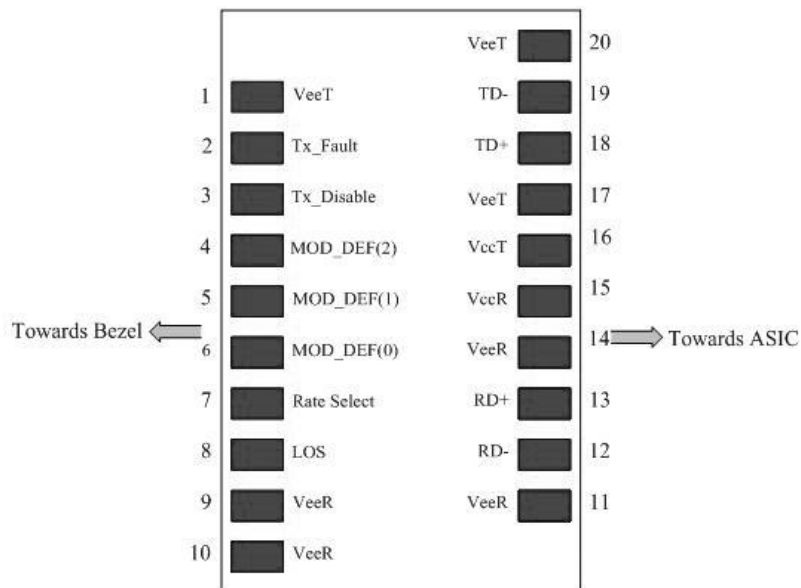 VeeT 20
1 VeeT TD- 19
2 Tx_Fault TD+ 18
3 Tx_Disable VeeT 17
4 MOD_DEF(2) VccT 16
5 MOD_DEF(1) VccR 15
Towards Bezel
6 MOD_DEF(0) VeeR 14
Towards ASIC
7 Rate Select RD+ 13
8 LOS RD- 12
9 VeeR VeeR 11
10 VeeR